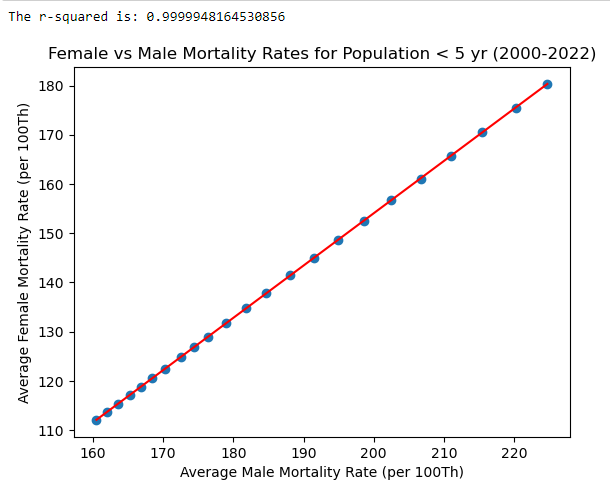 The r-squared is: 0.9999948164530856
Female vs Male Mortality Rates for Population < 5 yr (2000-2022)
Average Female Mortality Rate (per 100Th)
180
170
160
150
140
130
120
110
160 170 180 190 200 210 220
Average Male Mortality Rate (per 100Th)